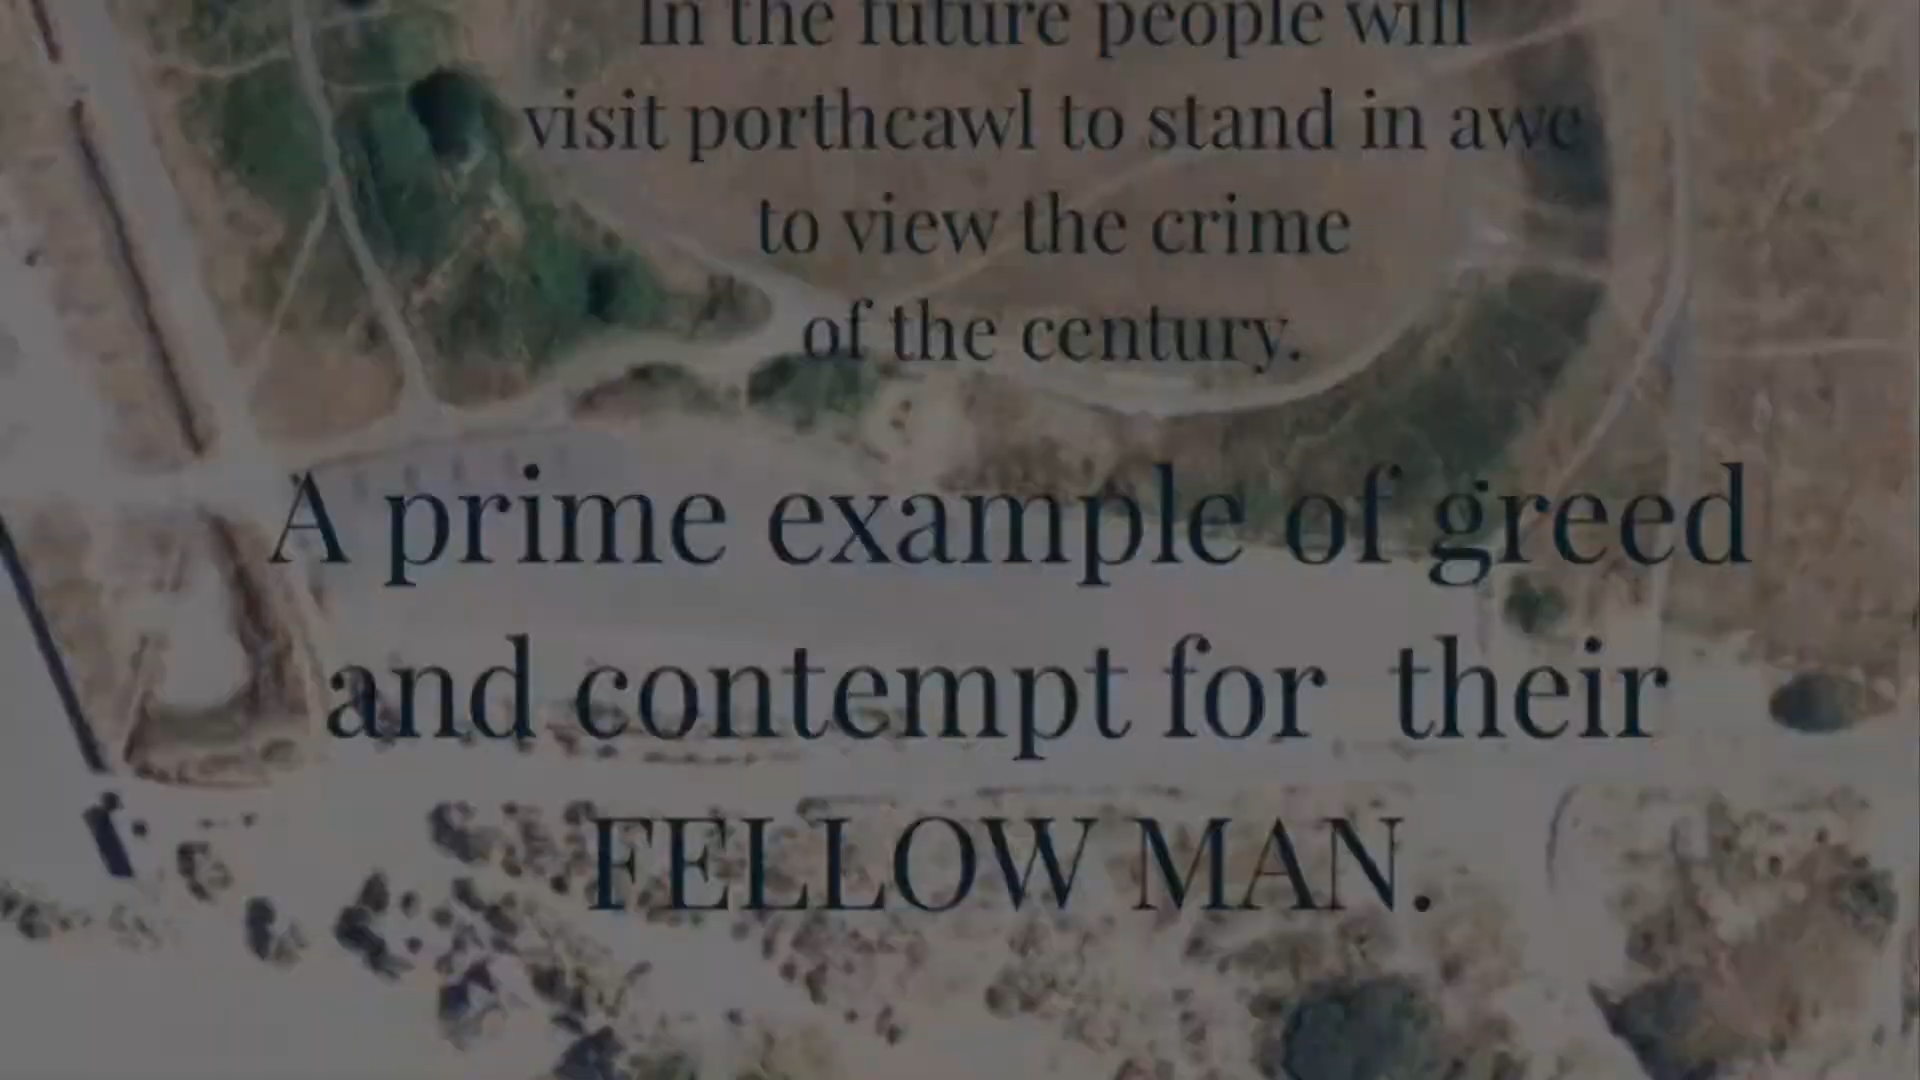 In the future people will
visit porthcawl to stand in awe
to view the crime
of the century.
A prime example of greed
and contempt for  their
FELLOW MAN.